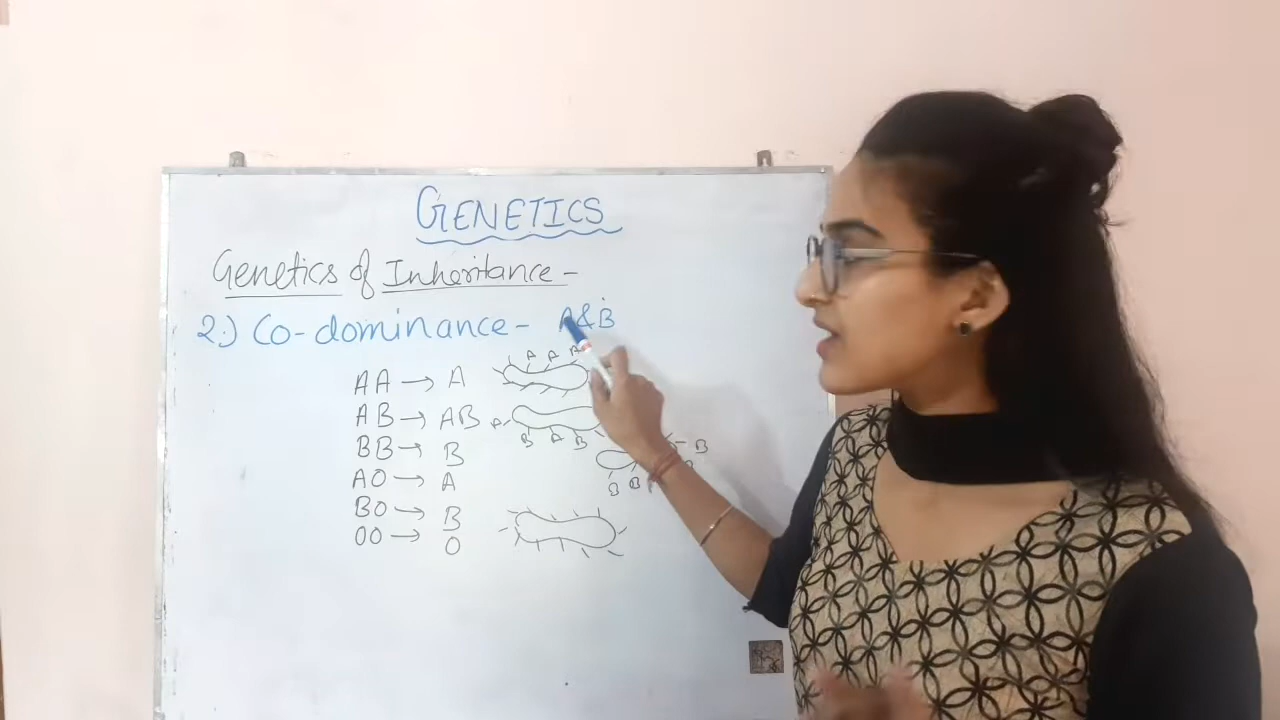 GENETICS
Genetics of Inheritance -
2.) Co-dominance - A&B
AA → A
AB → AB
BB → B
AO → A
BO → B
OO → O
A A A
A
B A B
B
B B